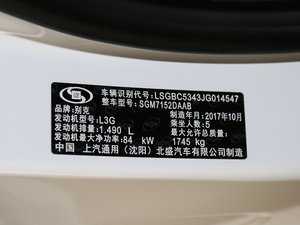 车辆识别代号: LSGBC5343JG014547
整车型号: SGM7152DAAB
品牌: 别克 制造年月: 2017年10月
发动机型号: L3G 乘坐人数: 5
发动机排量: 1.490 L 最大允许总质量:
发动机最大净功率: 84 kW 1745 kg
中国 上汽通用(沈阳)北盛汽车有限公司制造